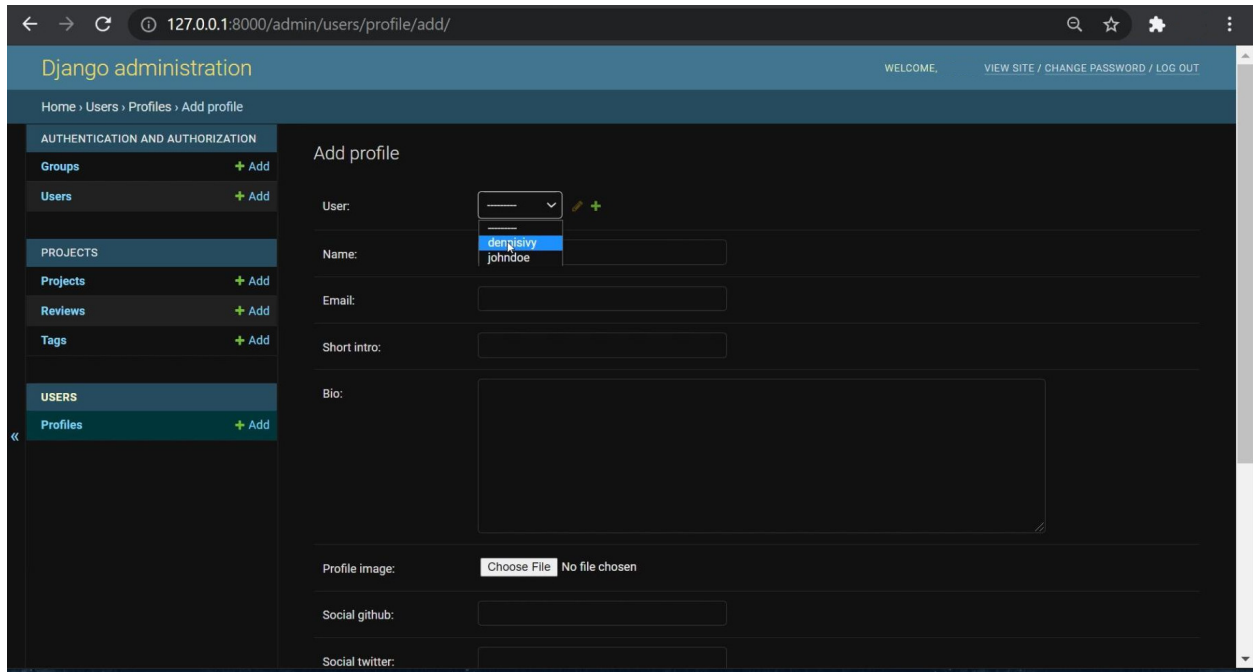 127.0.0.1:8000/admin/users/profile/add/
Django administration
WELCOME, VIEW SITE / CHANGE PASSWORD / LOG OUT
Home › Users › Profiles › Add profile
AUTHENTICATION AND AUTHORIZATION
Groups + Add
Users + Add
PROJECTS
Projects + Add
Reviews + Add
Tags + Add
USERS
Profiles + Add
«
Add profile
User: ---------
---------
dennisivy
johndoe
Name:
Email:
Short intro:
Bio:
Profile image: Choose File No file chosen
Social github:
Social twitter: